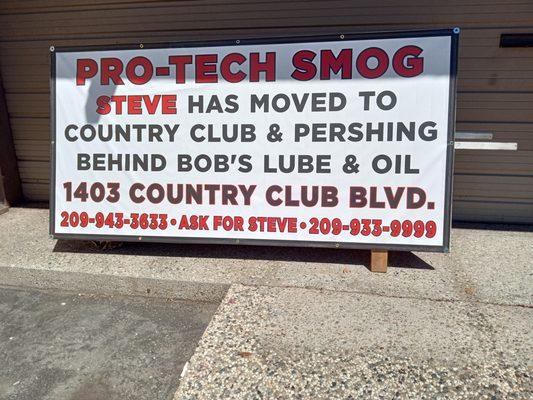 PRO-TECH SMOG
STEVE HAS MOVED TO
COUNTRY CLUB & PERSHING
BEHIND BOB'S LUBE & OIL
1403 COUNTRY CLUB BLVD.
209-943-3633 • ASK FOR STEVE • 209-933-9999